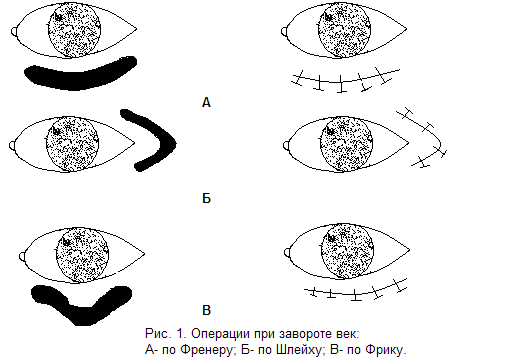 А
Б
В
Рис. 1. Операции при завороте век:
А- по Френеру; Б- по Шлейху; В- по Фрику.